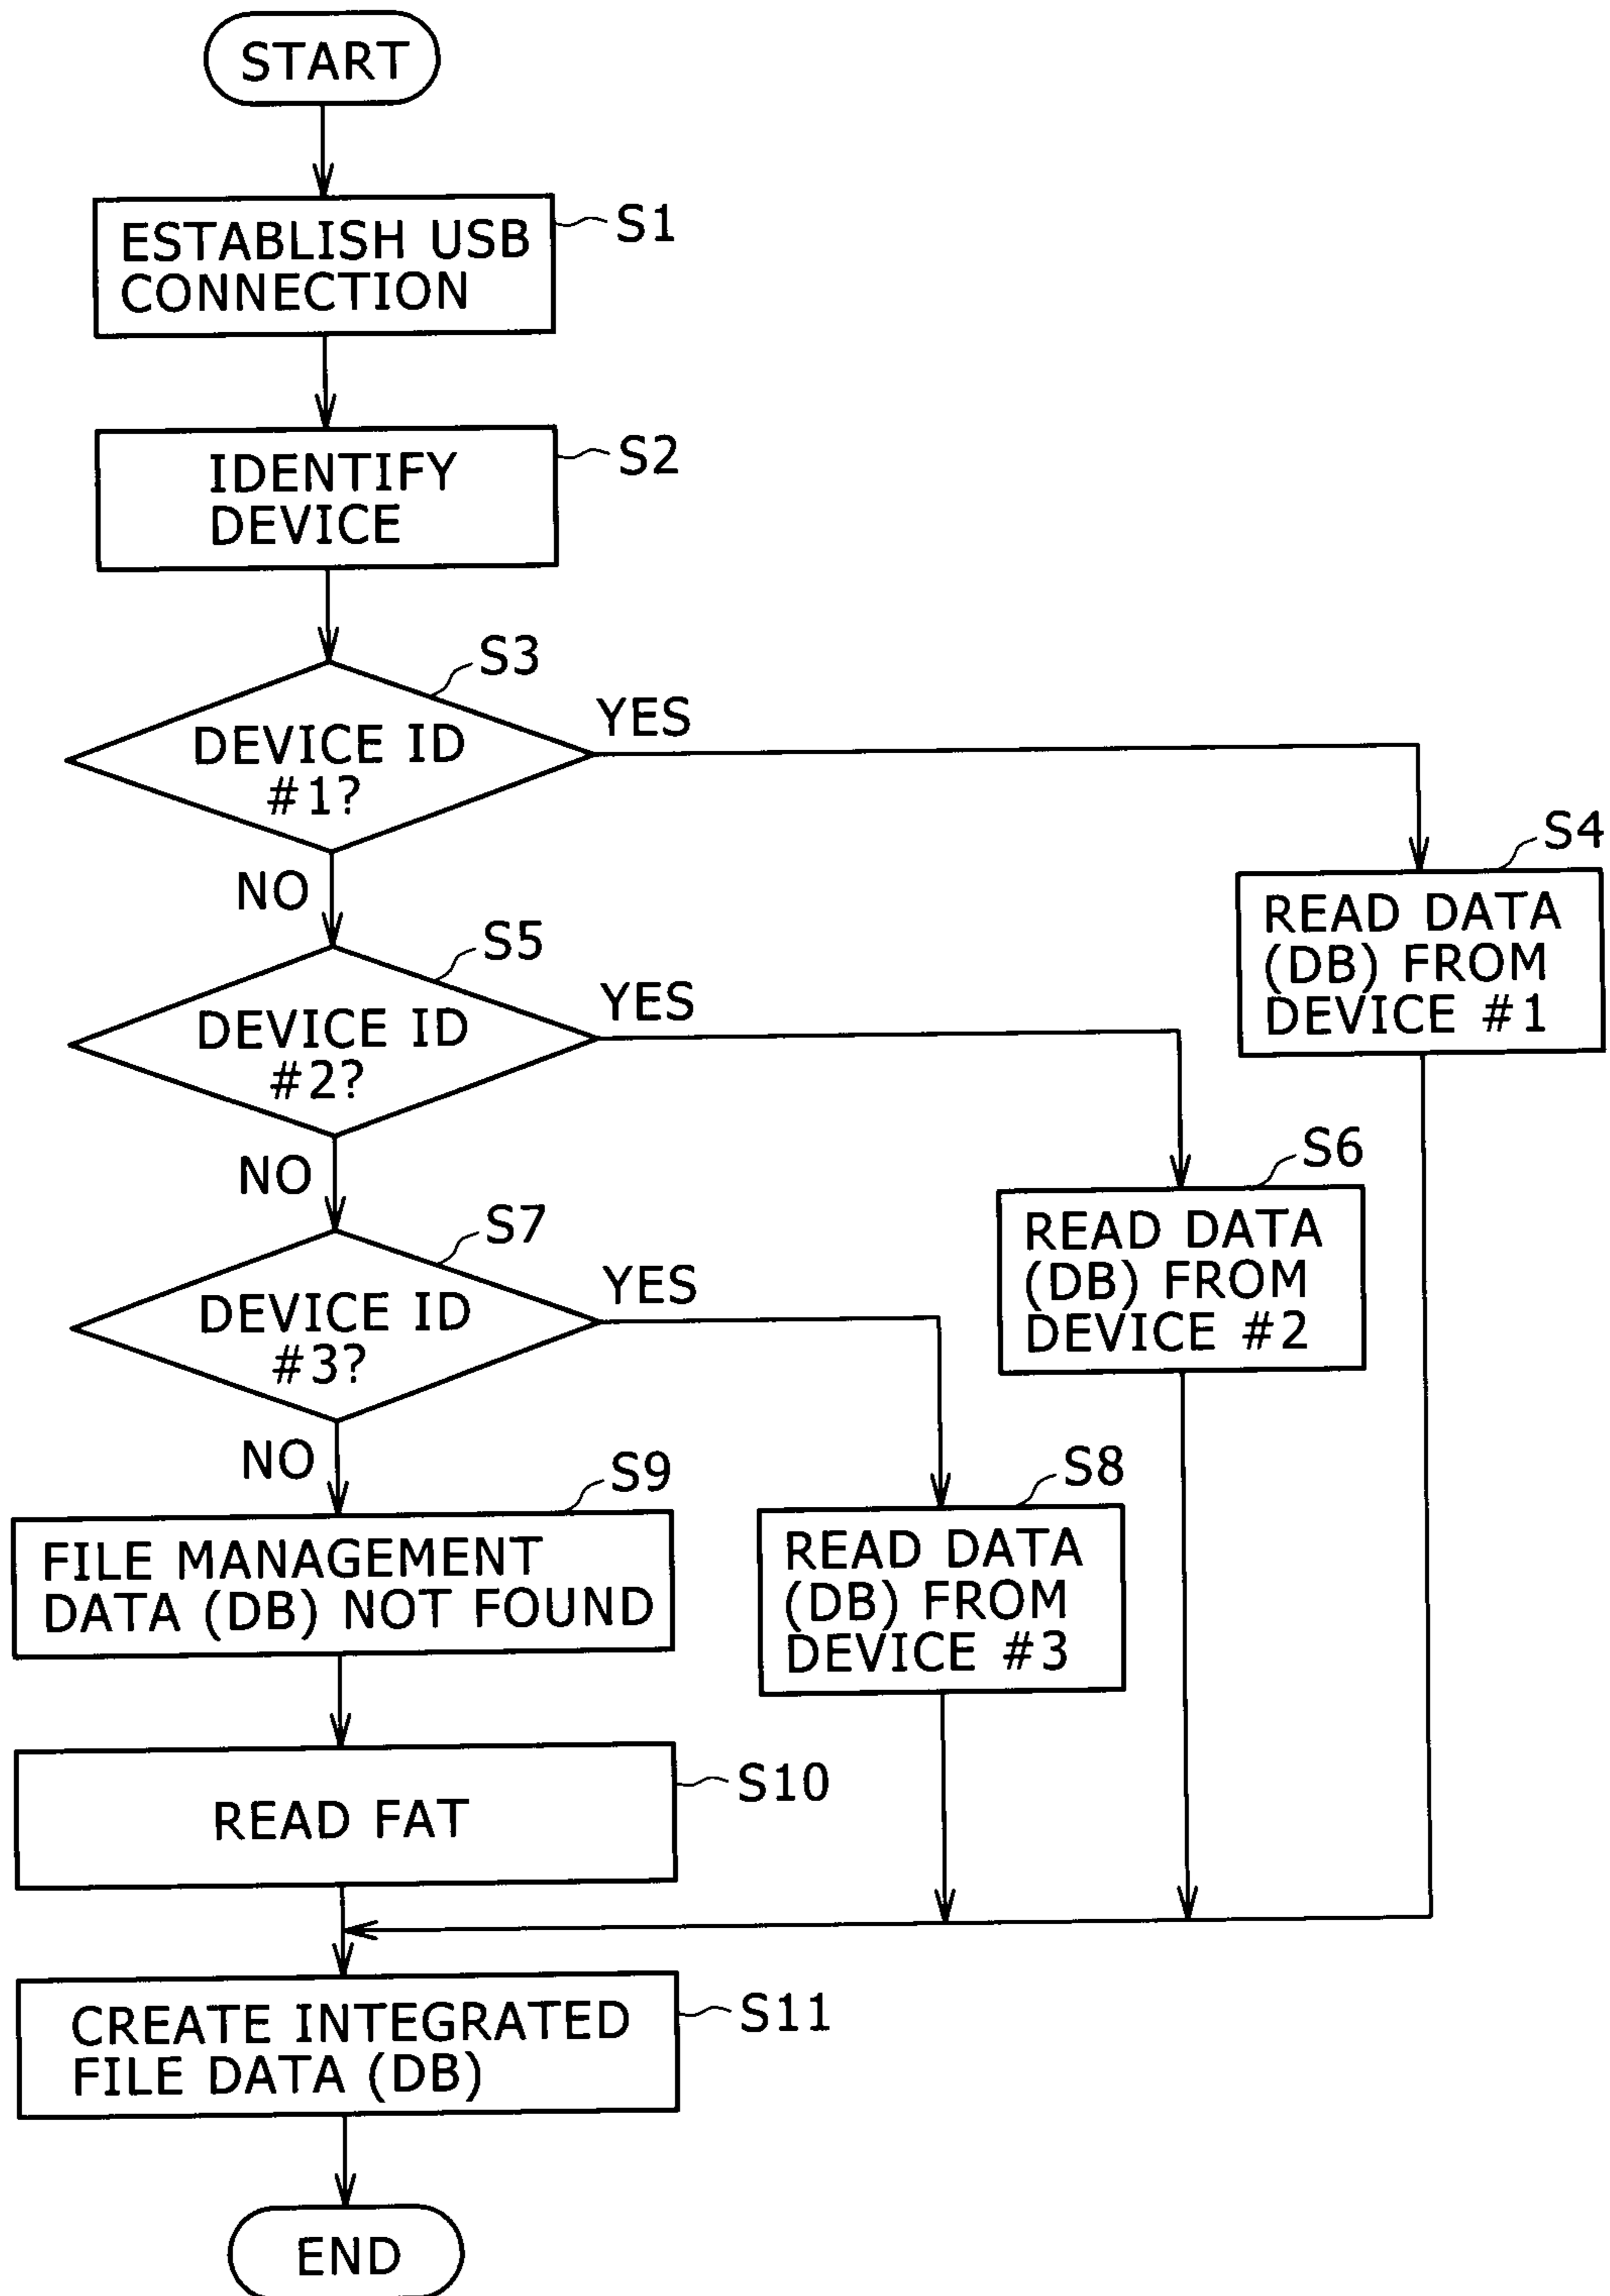 START
ESTABLISH USB
CONNECTION
S1
IDENTIFY
DEVICE
S2
S3
DEVICE ID
#1?
YES
NO
S4
READ DATA
(DB) FROM
DEVICE #1
S5
DEVICE ID
#2?
YES
NO
S6
READ DATA
(DB) FROM
DEVICE #2
S7
DEVICE ID
#3?
YES
NO
S8
READ DATA
(DB) FROM
DEVICE #3
S9
FILE MANAGEMENT
DATA (DB) NOT FOUND
S10
READ FAT
S11
CREATE INTEGRATED
FILE DATA (DB)
END